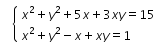 x² + y² + 5x + 3xy = 15
x² + y² − x + xy = 1